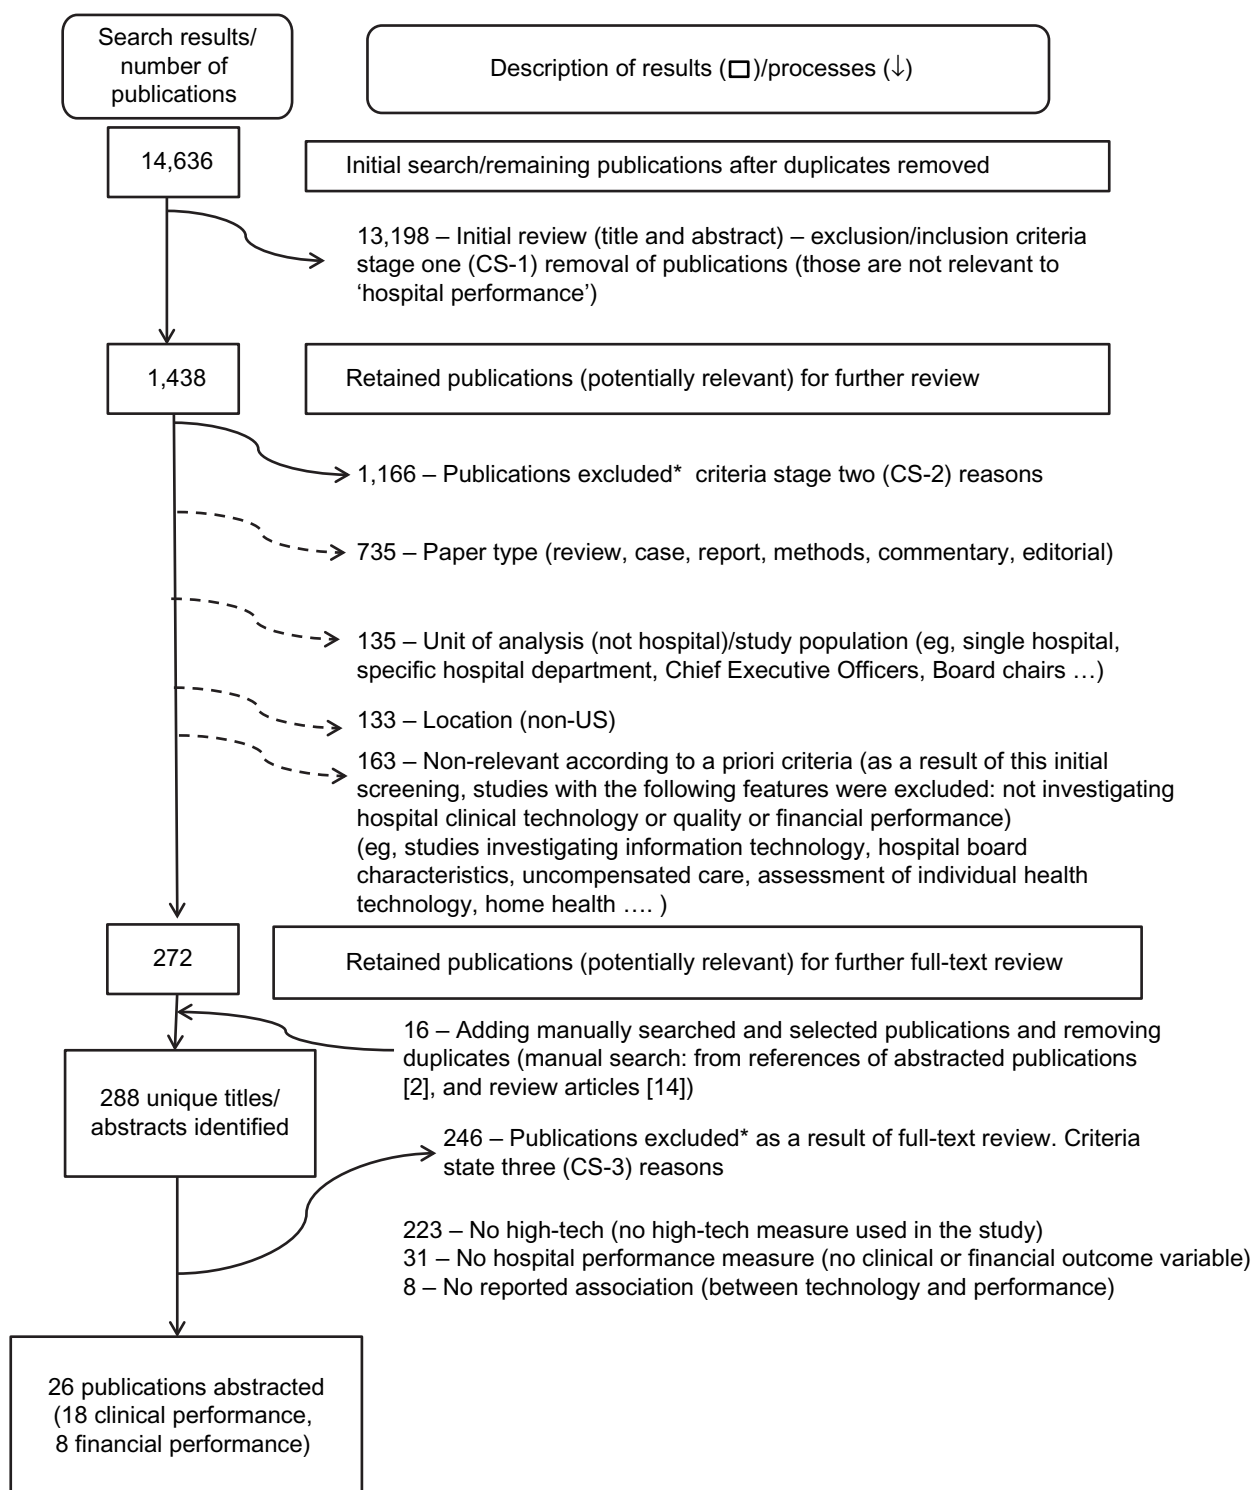 Search results/
number of
publications
Description of results (□)/processes (↓)
14,636
Initial search/remaining publications after duplicates removed
13,198 – Initial review (title and abstract) – exclusion/inclusion criteria
stage one (CS-1) removal of publications (those are not relevant to
‘hospital performance’)
1,438
Retained publications (potentially relevant) for further review
1,166 – Publications excluded* criteria stage two (CS-2) reasons
735 – Paper type (review, case, report, methods, commentary, editorial)
135 – Unit of analysis (not hospital)/study population (eg, single hospital,
specific hospital department, Chief Executive Officers, Board chairs …)
133 – Location (non-US)
163 – Non-relevant according to a priori criteria (as a result of this initial
screening, studies with the following features were excluded: not investigating
hospital clinical technology or quality or financial performance)
(eg, studies investigating information technology, hospital board
characteristics, uncompensated care, assessment of individual health
technology, home health …. )
272
Retained publications (potentially relevant) for further full-text review
16 – Adding manually searched and selected publications and removing
duplicates (manual search: from references of abstracted publications
[2], and review articles [14])
288 unique titles/
abstracts identified
246 – Publications excluded* as a result of full-text review. Criteria
state three (CS-3) reasons
223 – No high-tech (no high-tech measure used in the study)
31 – No hospital performance measure (no clinical or financial outcome variable)
8 – No reported association (between technology and performance)
26 publications abstracted
(18 clinical performance,
8 financial performance)